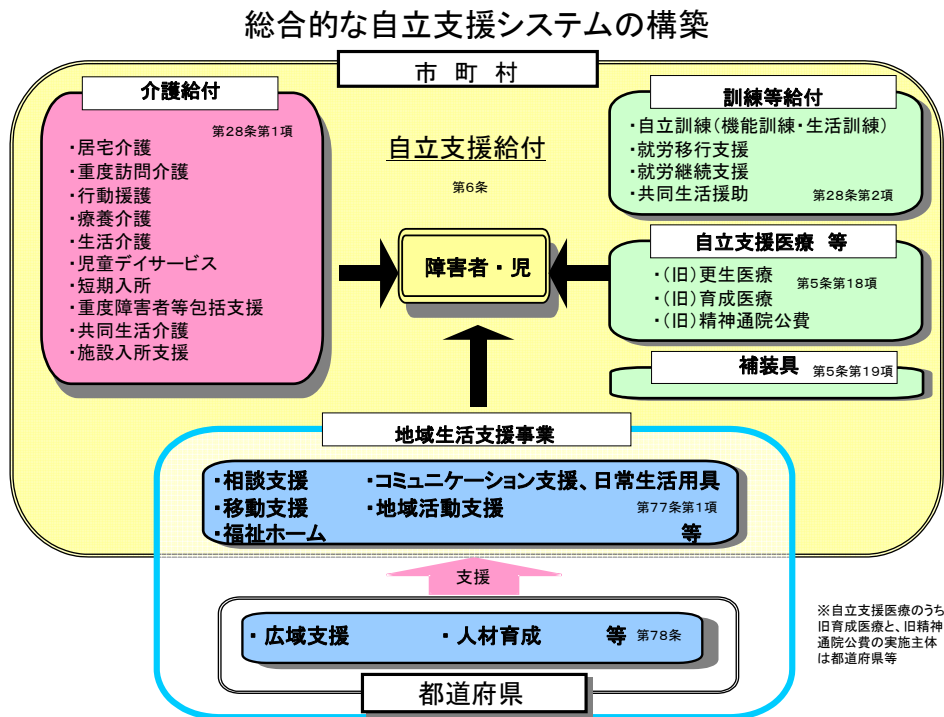 総合的な自立支援システムの構築
市 町 村
介護給付
第28条第1項
・居宅介護
・重度訪問介護
・行動援護
・療養介護
・生活介護
・児童デイサービス
・短期入所
・重度障害者等包括支援
・共同生活介護
・施設入所支援
自立支援給付
第6条
障害者・児
訓練等給付
・自立訓練(機能訓練・生活訓練)
・就労移行支援
・就労継続支援
・共同生活援助 第28条第2項
自立支援医療 等
・(旧)更生医療 第5条第18項
・(旧)育成医療
・(旧)精神通院公費
補装具 第5条第19項
地域生活支援事業
・相談支援 ・コミュニケーション支援、日常生活用具
・移動支援 ・地域活動支援 第77条第1項
・福祉ホーム 等
支援
・広域支援 ・人材育成 等 第78条
都道府県
※自立支援医療のうち
旧育成医療と、旧精神
通院公費の実施主体
は都道府県等